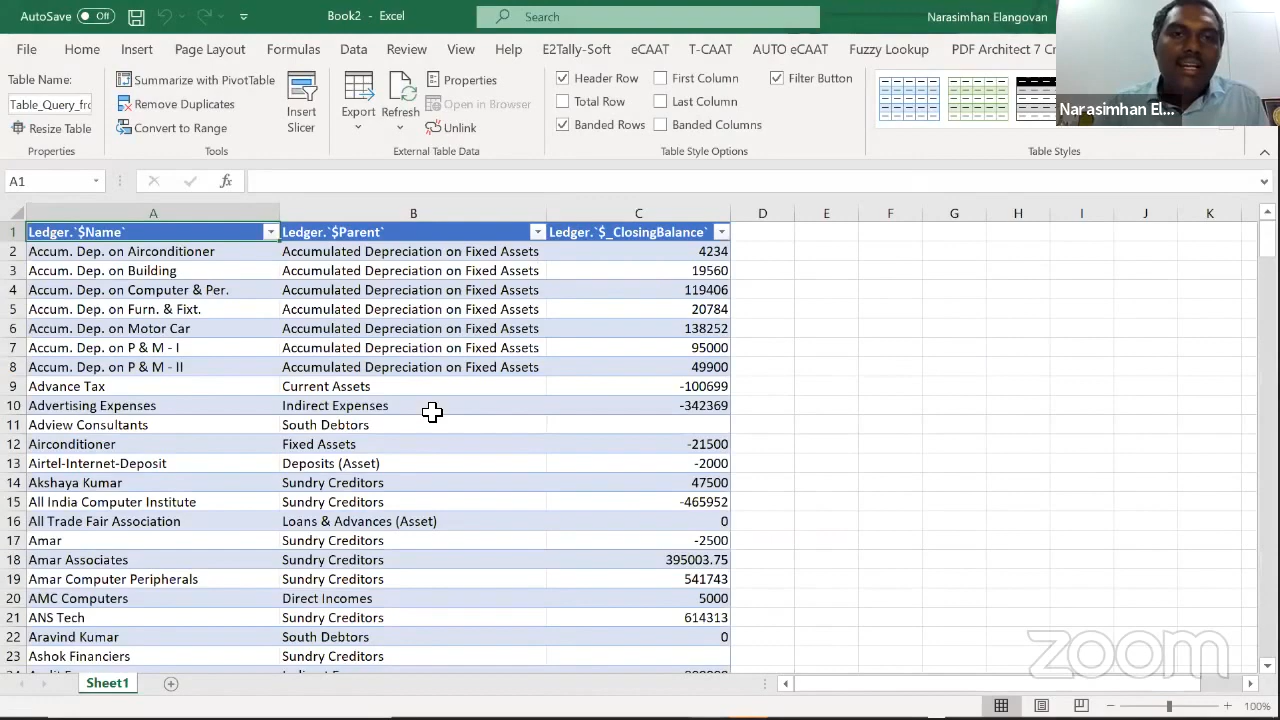 AutoSave Off Book2 - Excel Search Narasimhan Elangovan
File Home Insert Page Layout Formulas Data Review View Help E2Tally-Soft eCAAT T-CAAT AUTO eCAAT Fuzzy Lookup PDF Architect 7
Table Name:
Table_Query_fro
Resize Table
Properties
Summarize with PivotTable
Remove Duplicates
Convert to Range
Tools
Insert
Slicer
Export
Refresh
Properties
Open in Browser
Unlink
External Table Data
Header Row First Column Filter Button
Total Row Last Column
Banded Rows Banded Columns
Table Style Options
Table Styles
Narasimhan El...
A1 fx
A B C D E F G H I J K
1 Ledger.`$Name` Ledger.`$Parent` Ledger.`$_ClosingBalance`
2 Accum. Dep. on Airconditioner Accumulated Depreciation on Fixed Assets 4234
3 Accum. Dep. on Building Accumulated Depreciation on Fixed Assets 19560
4 Accum. Dep. on Computer & Per. Accumulated Depreciation on Fixed Assets 119406
5 Accum. Dep. on Furn. & Fixt. Accumulated Depreciation on Fixed Assets 20784
6 Accum. Dep. on Motor Car Accumulated Depreciation on Fixed Assets 138252
7 Accum. Dep. on P & M - I Accumulated Depreciation on Fixed Assets 95000
8 Accum. Dep. on P & M - II Accumulated Depreciation on Fixed Assets 49900
9 Advance Tax Current Assets -100699
10 Advertising Expenses Indirect Expenses -342369
11 Adview Consultants South Debtors
12 Airconditioner Fixed Assets -21500
13 Airtel-Internet-Deposit Deposits (Asset) -2000
14 Akshaya Kumar Sundry Creditors 47500
15 All India Computer Institute Sundry Creditors -465952
16 All Trade Fair Association Loans & Advances (Asset) 0
17 Amar Sundry Creditors -2500
18 Amar Associates Sundry Creditors 395003.75
19 Amar Computer Peripherals Sundry Creditors 541743
20 AMC Computers Direct Incomes 5000
21 ANS Tech Sundry Creditors 614313
22 Aravind Kumar South Debtors 0
23 Ashok Financiers Sundry Creditors
zoom
Sheet1
100%